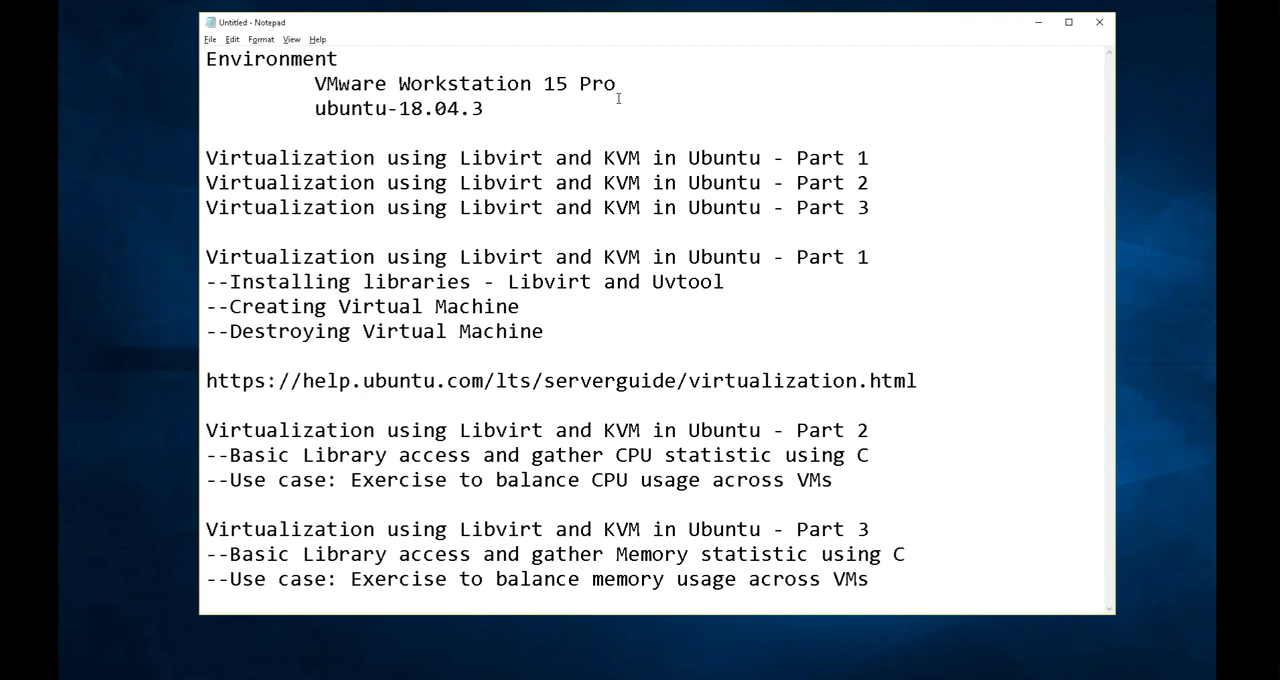 Untitled - Notepad
File Edit Format View Help
Environment
VMware Workstation 15 Pro
ubuntu-18.04.3
Virtualization using Libvirt and KVM in Ubuntu - Part 1
Virtualization using Libvirt and KVM in Ubuntu - Part 2
Virtualization using Libvirt and KVM in Ubuntu - Part 3
Virtualization using Libvirt and KVM in Ubuntu - Part 1
--Installing libraries - Libvirt and Uvtool
--Creating Virtual Machine
--Destroying Virtual Machine
https://help.ubuntu.com/lts/serverguide/virtualization.html
Virtualization using Libvirt and KVM in Ubuntu - Part 2
--Basic Library access and gather CPU statistic using C
--Use case: Exercise to balance CPU usage across VMs
Virtualization using Libvirt and KVM in Ubuntu - Part 3
--Basic Library access and gather Memory statistic using C
--Use case: Exercise to balance memory usage across VMs